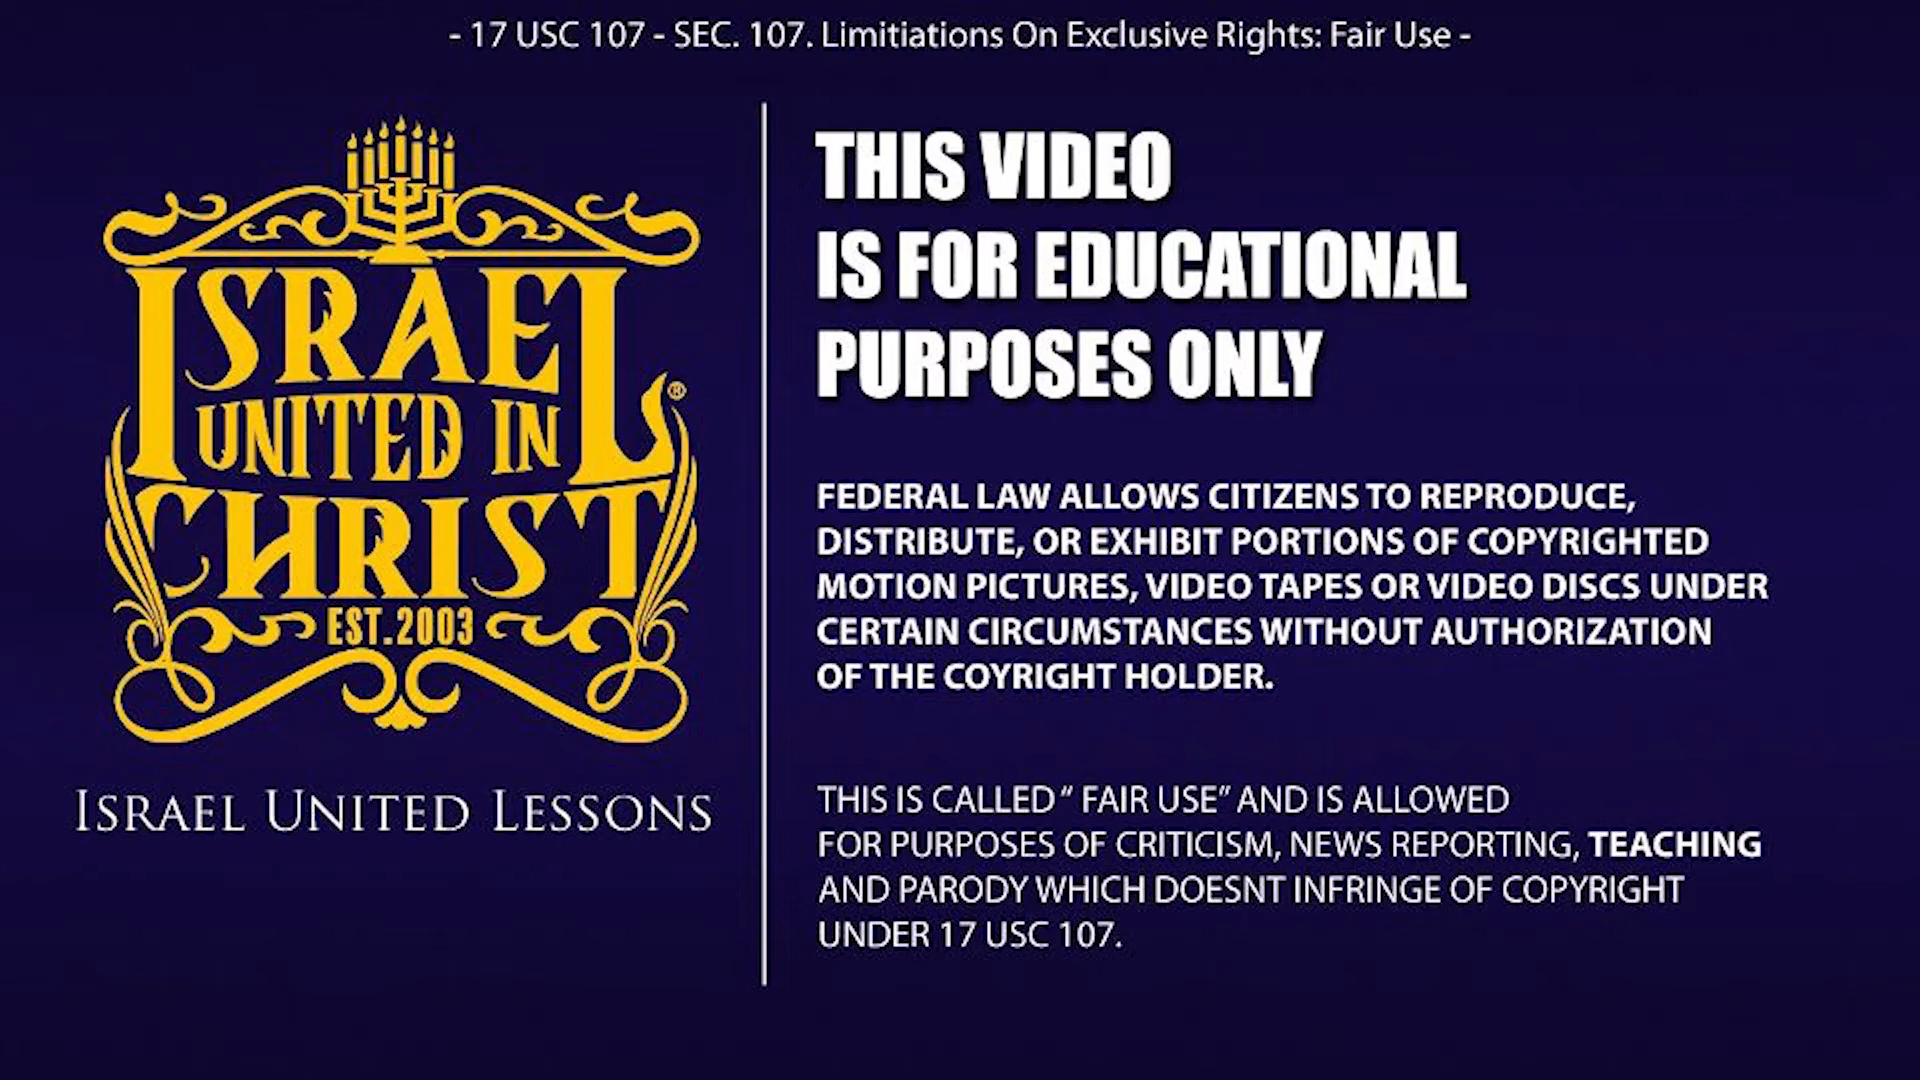 - 17 USC 107 - SEC. 107. Limitiations On Exclusive Rights: Fair Use -
ISRAEL
UNITED IN
CHRIST
®
EST.2003
ISRAEL UNITED LESSONS
THIS VIDEO
IS FOR EDUCATIONAL
PURPOSES ONLY
FEDERAL LAW ALLOWS CITIZENS TO REPRODUCE,
DISTRIBUTE, OR EXHIBIT PORTIONS OF COPYRIGHTED
MOTION PICTURES, VIDEO TAPES OR VIDEO DISCS UNDER
CERTAIN CIRCUMSTANCES WITHOUT AUTHORIZATION
OF THE COYRIGHT HOLDER.
THIS IS CALLED “ FAIR USE” AND IS ALLOWED
FOR PURPOSES OF CRITICISM, NEWS REPORTING, TEACHING
AND PARODY WHICH DOESNT INFRINGE OF COPYRIGHT
UNDER 17 USC 107.